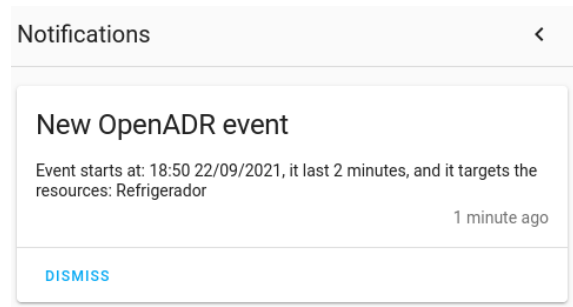 Notifications
New OpenADR event
Event starts at: 18:50 22/09/2021, it last 2 minutes, and it targets the
resources: Refrigerador
1 minute ago
DISMISS